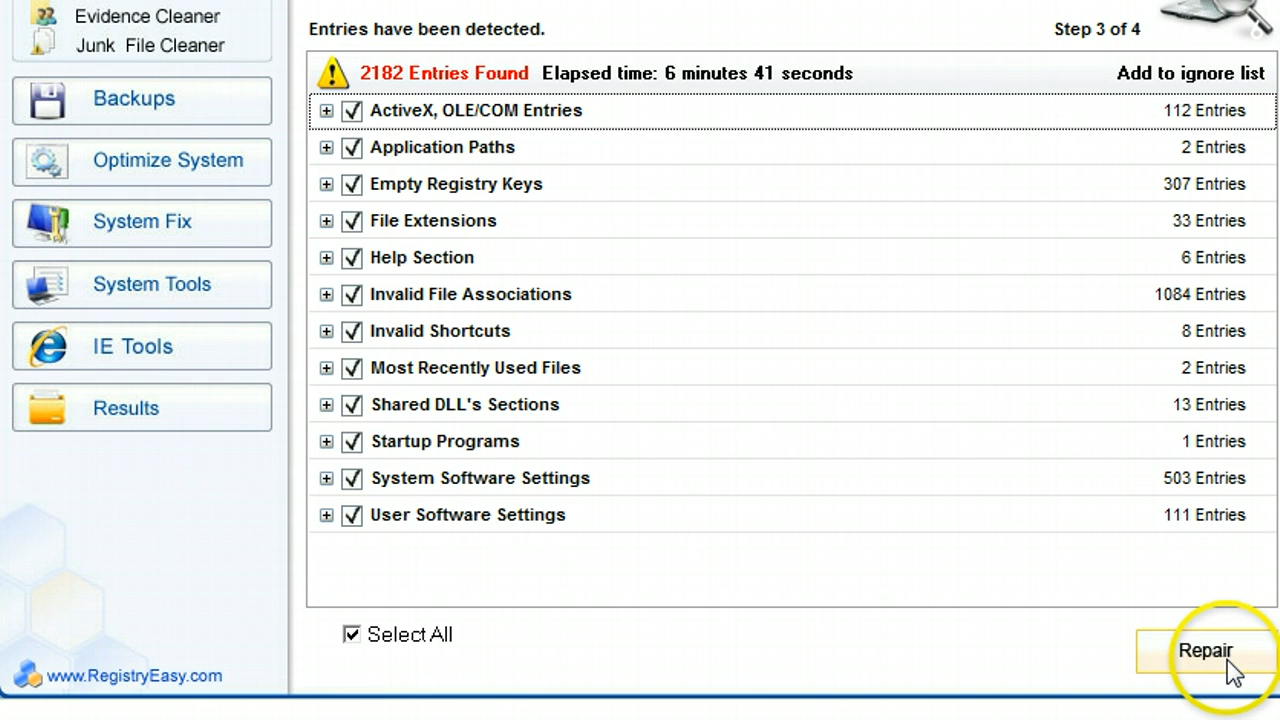 Evidence Cleaner
Junk File Cleaner
Backups
Optimize System
System Fix
System Tools
IE Tools
Results
www.RegistryEasy.com
Entries have been detected.
Step 3 of 4
2182 Entries Found Elapsed time: 6 minutes 41 seconds Add to ignore list
ActiveX, OLE/COM Entries 112 Entries
Application Paths 2 Entries
Empty Registry Keys 307 Entries
File Extensions 33 Entries
Help Section 6 Entries
Invalid File Associations 1084 Entries
Invalid Shortcuts 8 Entries
Most Recently Used Files 2 Entries
Shared DLL's Sections 13 Entries
Startup Programs 1 Entries
System Software Settings 503 Entries
User Software Settings 111 Entries
Select All
Repair